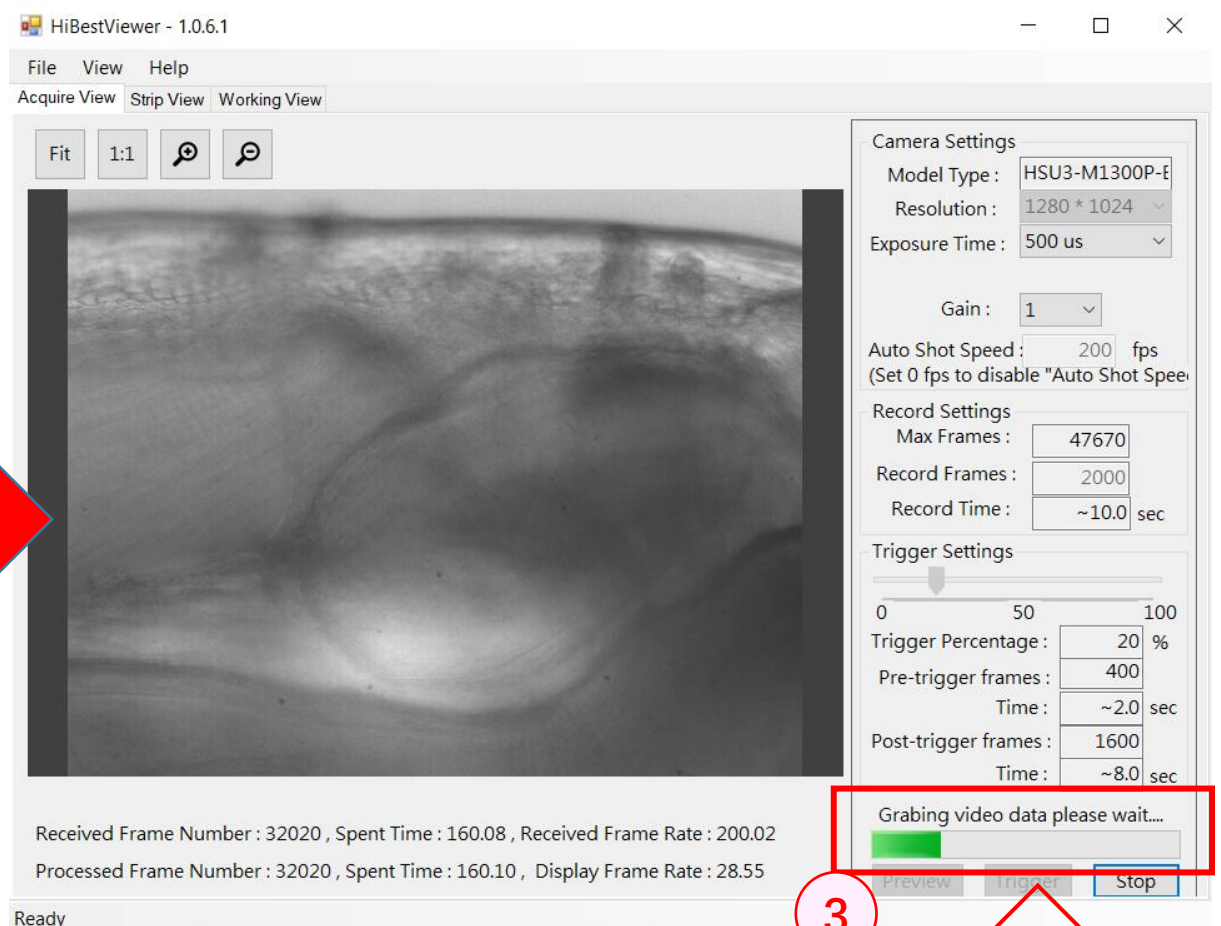 HiBestViewer - 1.0.6.1
File View Help
Acquire View Strip View Working View
Fit 1:1
Camera Settings
Model Type : HSU3-M1300P-E
Resolution : 1280 * 1024
Exposure Time : 500 us
Gain : 1
Auto Shot Speed : 200 fps
(Set 0 fps to disable "Auto Shot Spee
Record Settings
Max Frames : 47670
Record Frames : 2000
Record Time : ~10.0 sec
Trigger Settings
0 50 100
Trigger Percentage : 20 %
Pre-trigger frames : 400
Time : ~2.0 sec
Post-trigger frames : 1600
Time : ~8.0 sec
Grabing video data please wait....
Preview Trigger Stop
Received Frame Number : 32020 , Spent Time : 160.08 , Received Frame Rate : 200.02
Processed Frame Number : 32020 , Spent Time : 160.10 , Display Frame Rate : 28.55
3
Ready